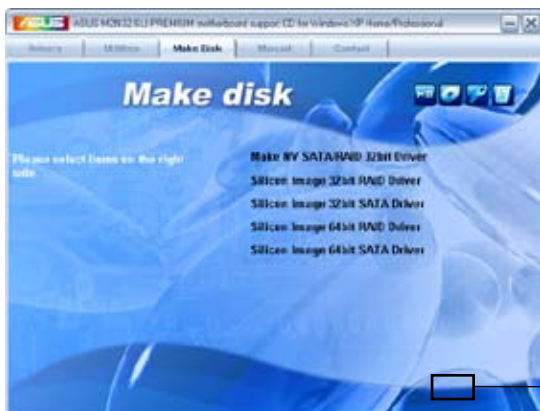 ASUS M2N32 SLI PREMIUM motherboard support CD for Windows XP Home/Professional
Drivers Utilities Make Disk Manual Contact
Make disk
Please select items on the right
side.
Make NV SATA/RAID 32bit Driver
Silicon Image 32bit RAID Driver
Silicon Image 32bit SATA Driver
Silicon Image 64bit RAID Driver
Silicon Image 64bit SATA Driver